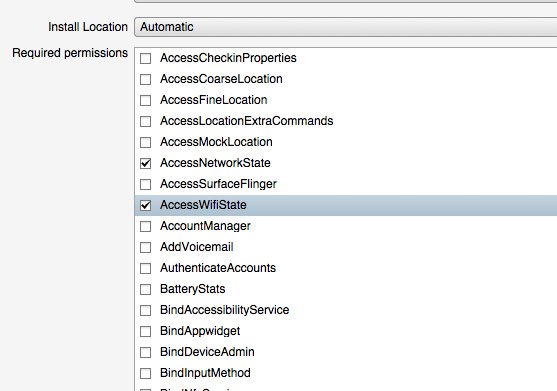 Install Location Automatic
Required permissions
AccessCheckinProperties
AccessCoarseLocation
AccessFineLocation
AccessLocationExtraCommands
AccessMockLocation
AccessNetworkState
AccessSurfaceFlinger
AccessWifiState
AccountManager
AddVoicemail
AuthenticateAccounts
BatteryStats
BindAccessibilityService
BindAppwidget
BindDeviceAdmin
BindInputMethod